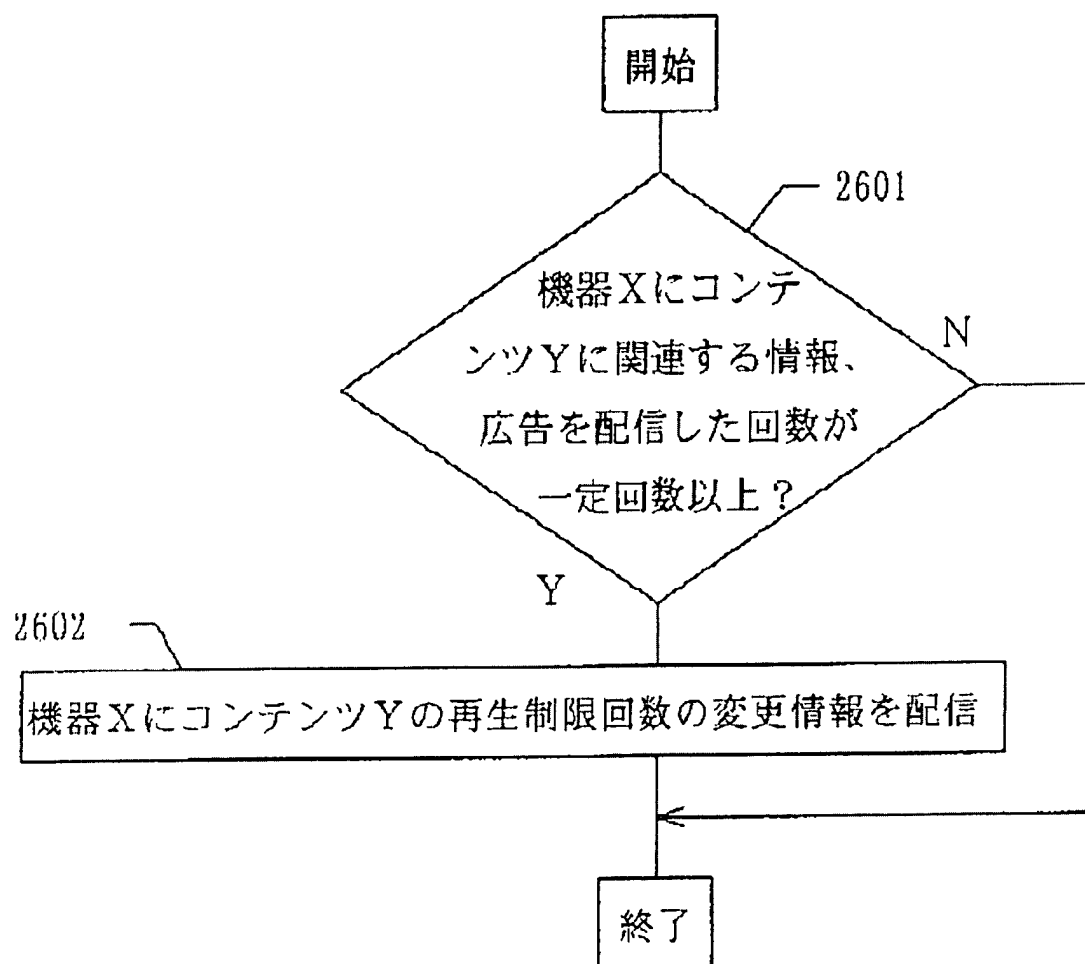 開始
2601
機器Xにコンテ
ンツYに関連する情報、
広告を配信した回数が
一定回数以上？
N
Y
2602
機器XにコンテンツYの再生制限回数の変更情報を配信
終了